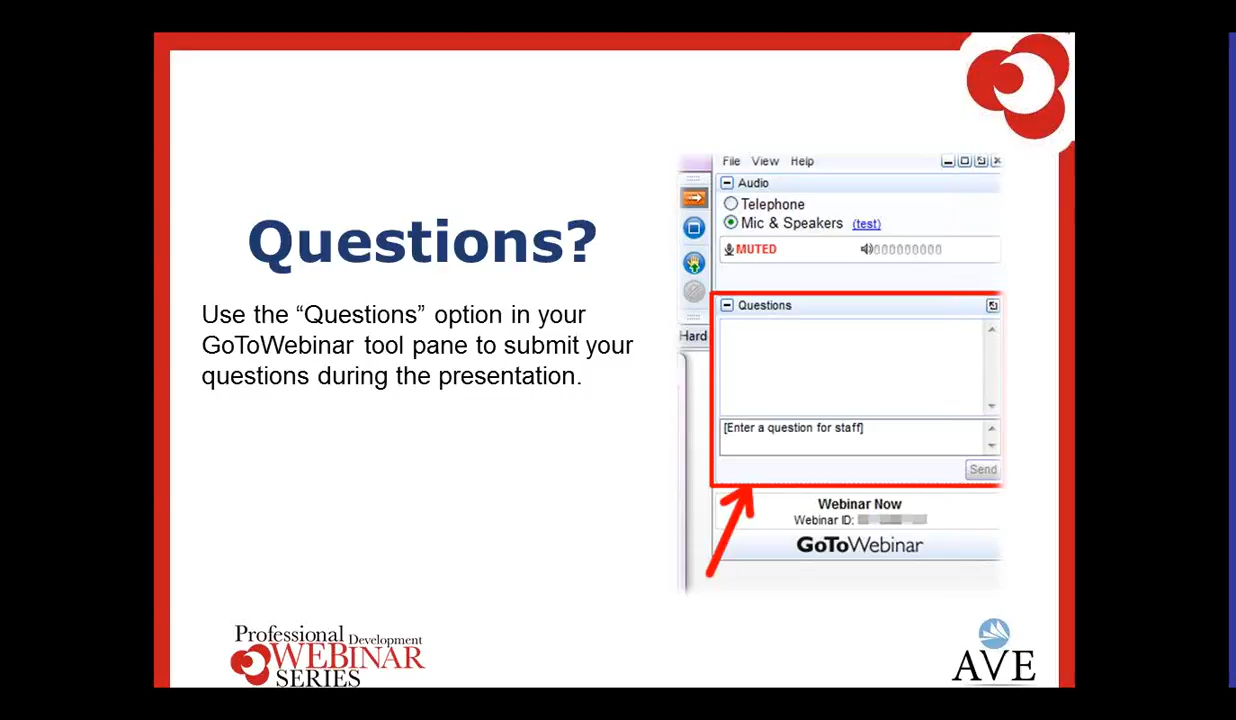 Questions?
Use the “Questions” option in your
GoToWebinar tool pane to submit your
questions during the presentation.
File View Help
Audio
Telephone
Mic & Speakers (test)
MUTED
Questions
Hard
[Enter a question for staff]
Send
Webinar Now
Webinar ID:
GoToWebinar
Professional Development
WEBINAR
SERIES
AVE